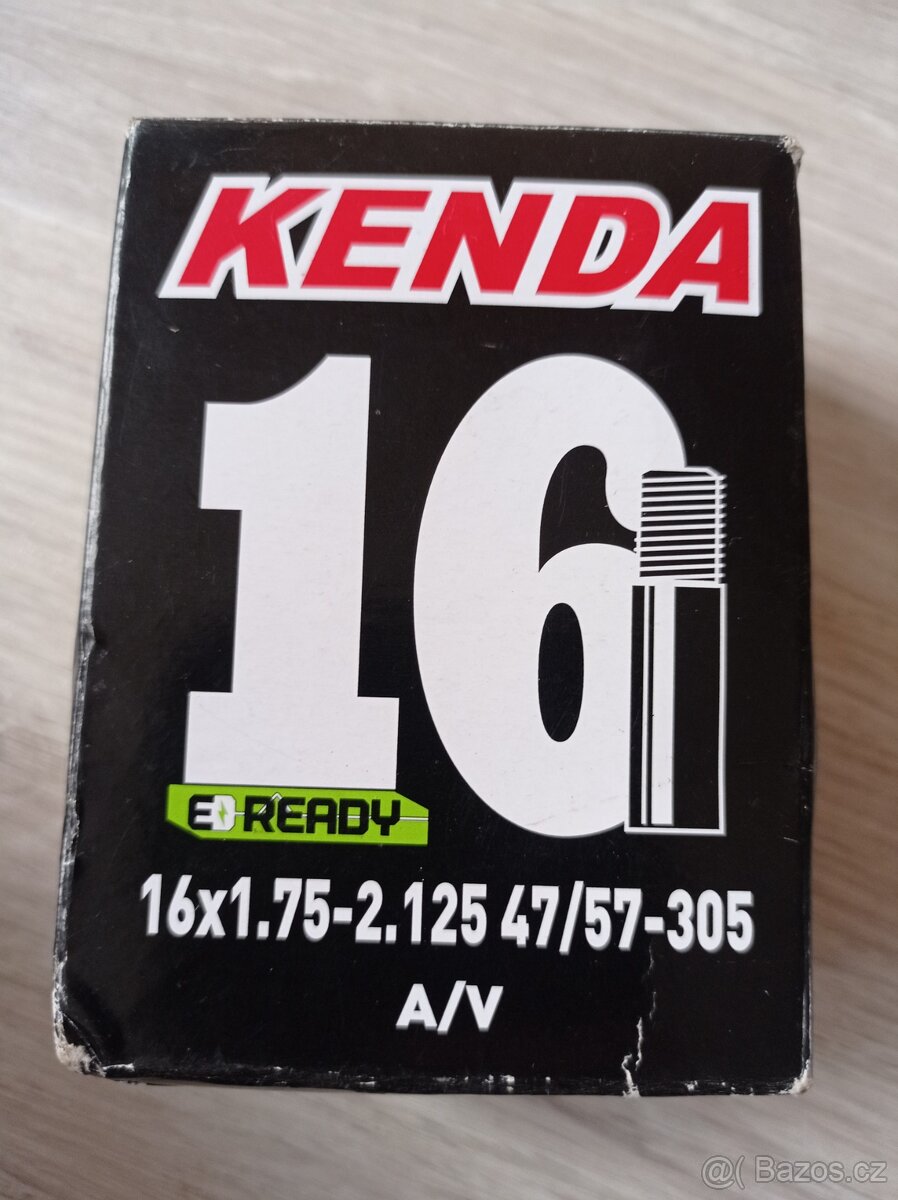 KENDA
16
E READY
16x1.75-2.125 47/57-305
A/V
@( Bazos.cz